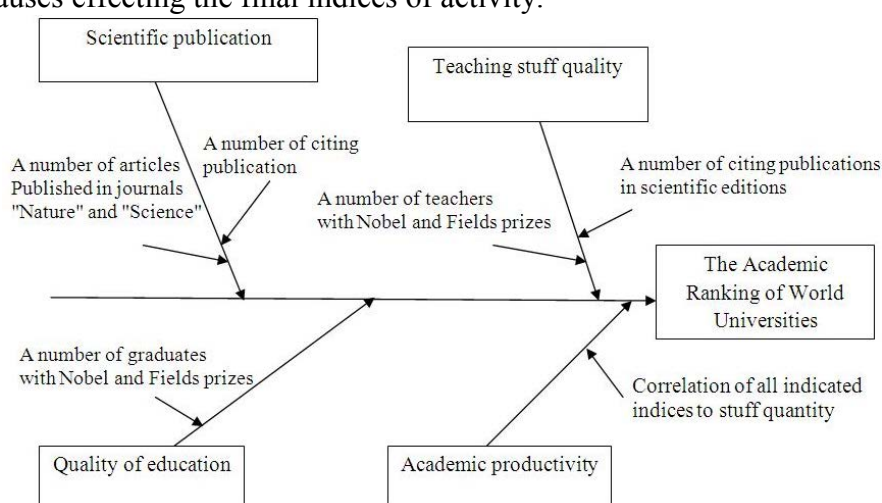 effecting the final indices of activity.
Scientific publication
Teaching stuff quality
A number of citing
publication
A number of articles
Published in journals
"Nature" and "Science"
A number of citing publications
in scientific editions
A number of teachers
with Nobel and Fields prizes
The Academic
Ranking of World
Universities
A number of graduates
with Nobel and Fields prizes
Correlation of all indicated
indices to stuff quantity
Quality of education
Academic productivity